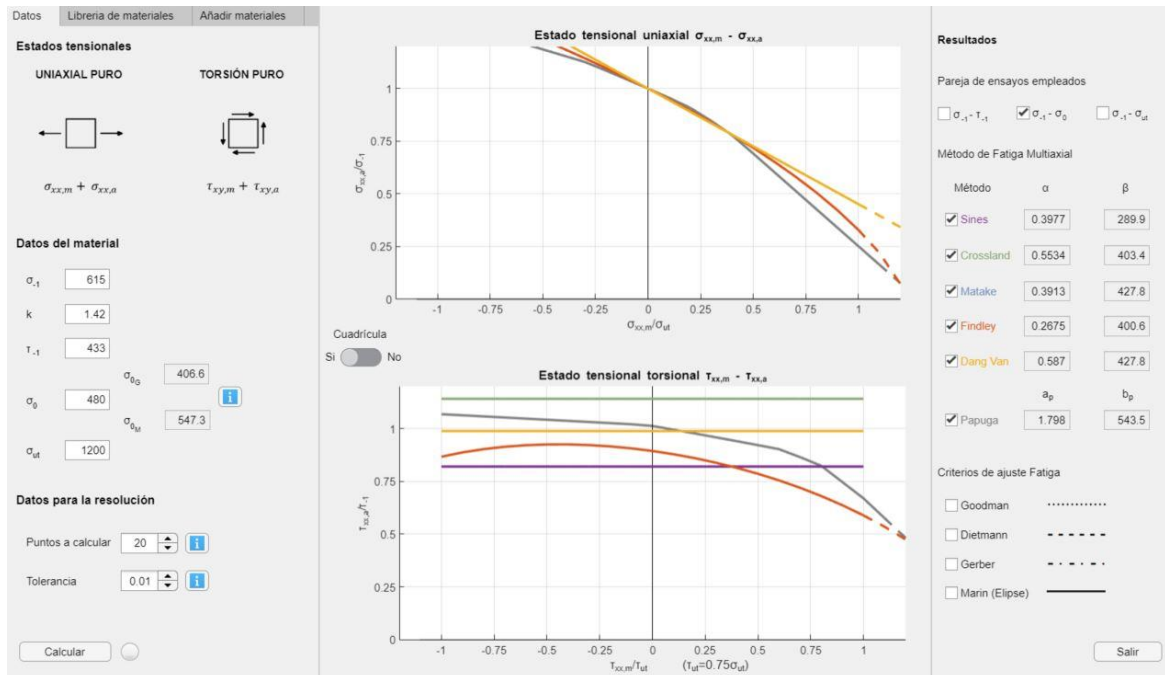 Datos Libreria de materiales Añadir materiales
Estados tensionales
UNIAXIAL PURO TORSIÓN PURO
σxx,m + σxx,a τxy,m + τxy,a
Datos del material
σ-1 615
k 1.42
τ-1 433
σ0G 406.6
σ0 480
σ0M 547.3
σut 1200
Datos para la resolución
Puntos a calcular 20
Tolerancia 0.01
Calcular
Estado tensional uniaxial σxx,m - σxx,a
σxx,a/σ-1
1
0.75
0.5
0.25
0
-1 -0.75 -0.5 -0.25 0 0.25 0.5 0.75 1
σxx,m/σut
Cuadrícula
Si No
Estado tensional torsional τxx,m - τxx,a
τxx,a/τ-1
1
0.75
0.5
0.25
0
-1 -0.75 -0.5 -0.25 0 0.25 0.5 0.75 1
τxx,m/τut (τut=0.75σut)
Resultados
Pareja de ensayos empleados
σ-1 - τ-1 σ-1 - σ0 σ-1 - σut
Método de Fatiga Multiaxial
Método α β
Sines 0.3977 289.9
Crossland 0.5534 403.4
Matake 0.3913 427.8
Findley 0.2675 400.6
Dang Van 0.587 427.8
ap bp
Papuga 1.798 543.5
Criterios de ajuste Fatiga
Goodman
Dietmann
Gerber
Marin (Elipse)
Salir